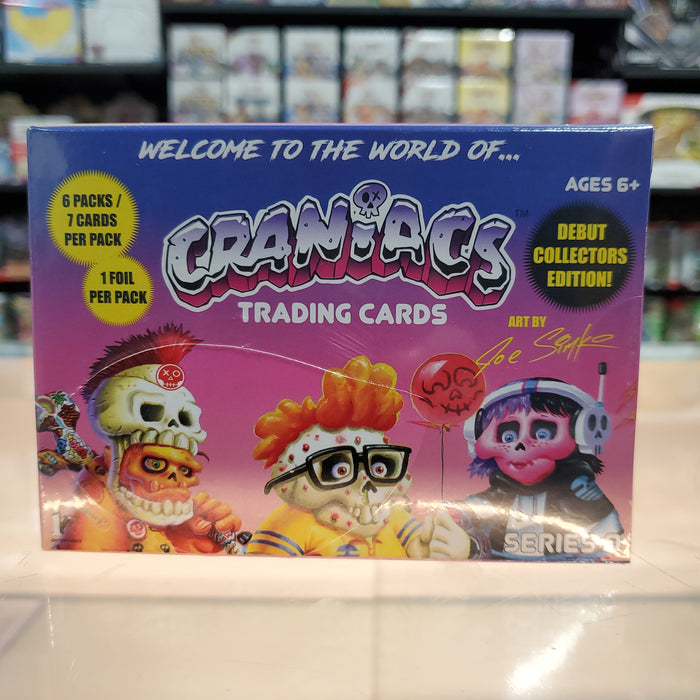 WELCOME TO THE WORLD OF...
6 PACKS /
7 CARDS
PER PACK
1 FOIL
PER PACK
CRANIACS
TM
TRADING CARDS
AGES 6+
DEBUT
COLLECTORS
EDITION!
ART BY
Joe Simko
SERIES